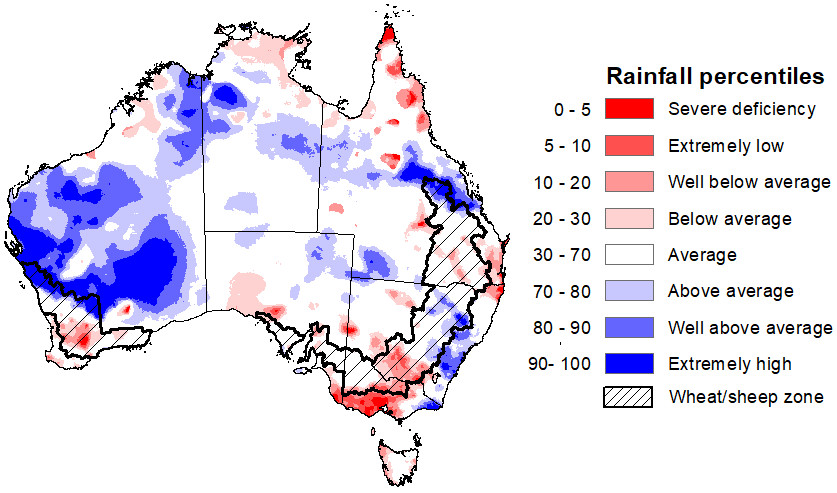 Rainfall percentiles
0 - 5 Severe deficiency
5 - 10 Extremely low
10 - 20 Well below average
20 - 30 Below average
30 - 70 Average
70 - 80 Above average
80 - 90 Well above average
90- 100 Extremely high
Wheat/sheep zone